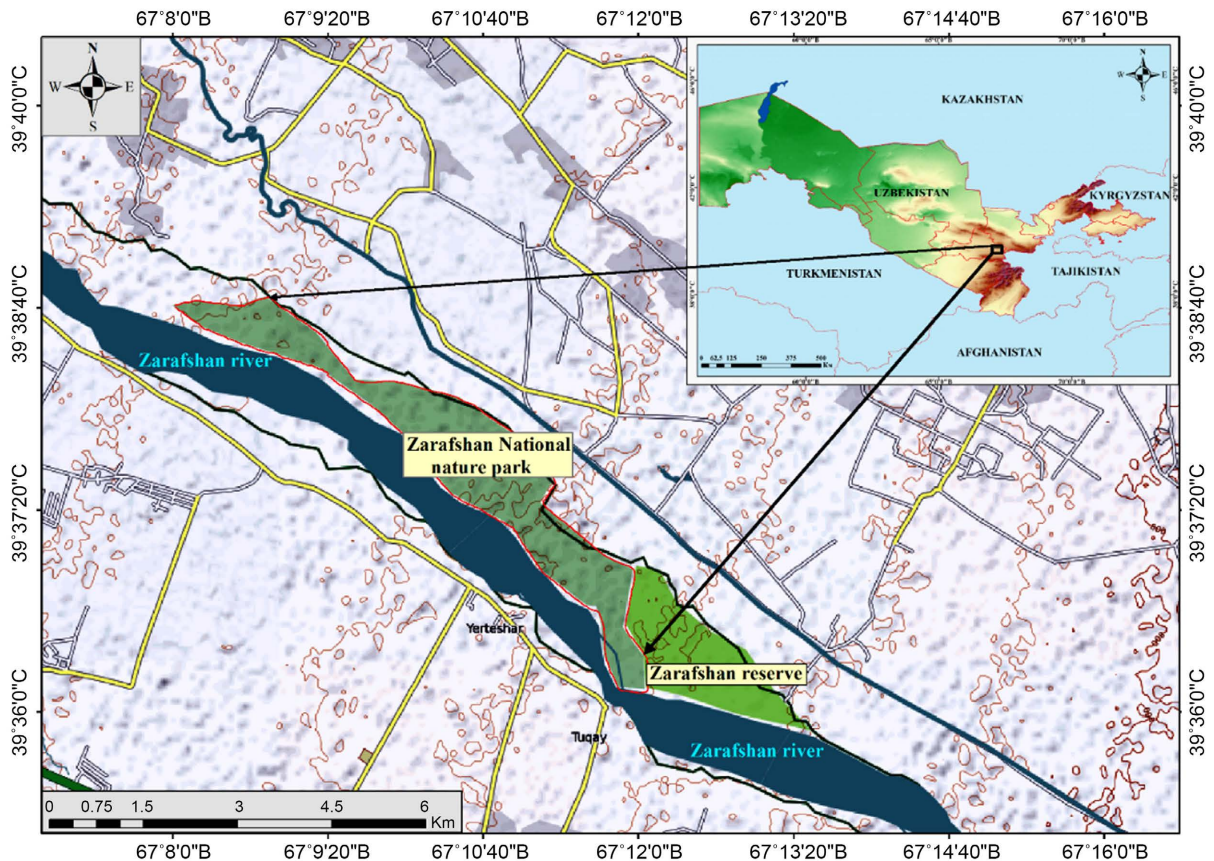 67°8'0"B 67°9'20"B 67°10'40"B 67°12'0"B 67°13'20"B 67°14'40"B 67°16'0"B
N
W E
S
39°40'0"C
39°38'40"C
39°37'20"C
39°36'0"C
N
W E
S
KAZAKHSTAN
UZBEKISTAN
KYRGYZSTAN
TURKMENISTAN
TAJIKISTAN
AFGHANISTAN
0 62,5 125 250 375 500
Км
39°40'0"C
39°38'40"C
39°37'20"C
39°36'0"C
Zarafshan river
Zarafshan National
nature park
Yerteshar
Zarafshan reserve
Tuqay
Zarafshan river
0 0.75 1.5 3 4.5 6
Km
67°8'0"B 67°9'20"B 67°10'40"B 67°12'0"B 67°13'20"B 67°14'40"B 67°16'0"B